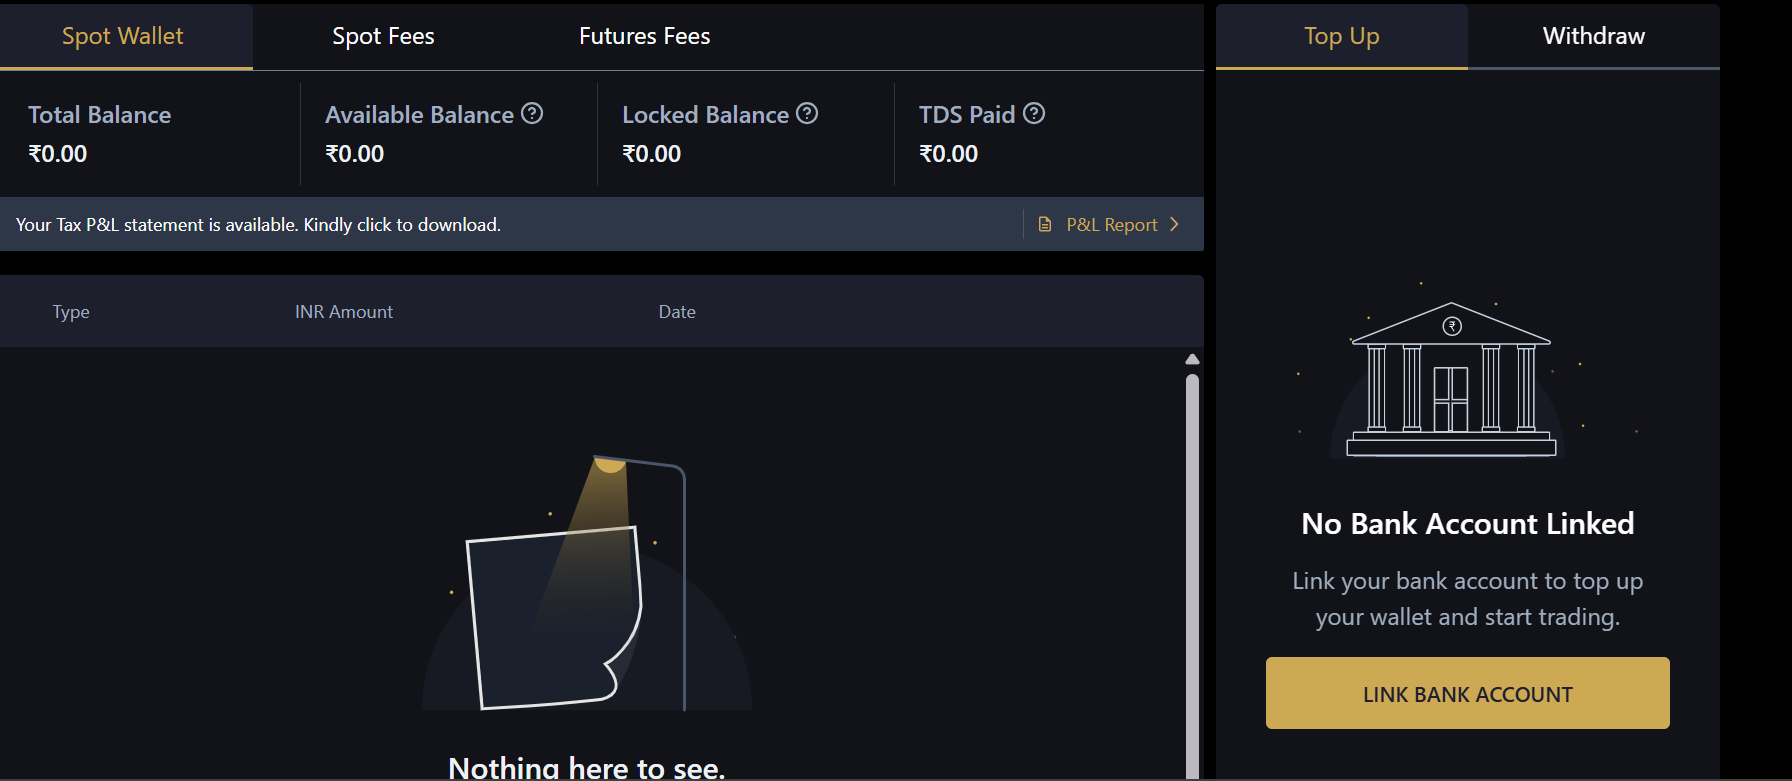 Spot Wallet
Spot Fees
Futures Fees
Total Balance
₹0.00
Available Balance ?
₹0.00
Locked Balance ?
₹0.00
TDS Paid ?
₹0.00
Your Tax P&L statement is available. Kindly click to download.
P&L Report
Type
INR Amount
Date
Nothing here to see.
Top Up
Withdraw
₹
No Bank Account Linked
Link your bank account to top up
your wallet and start trading.
LINK BANK ACCOUNT